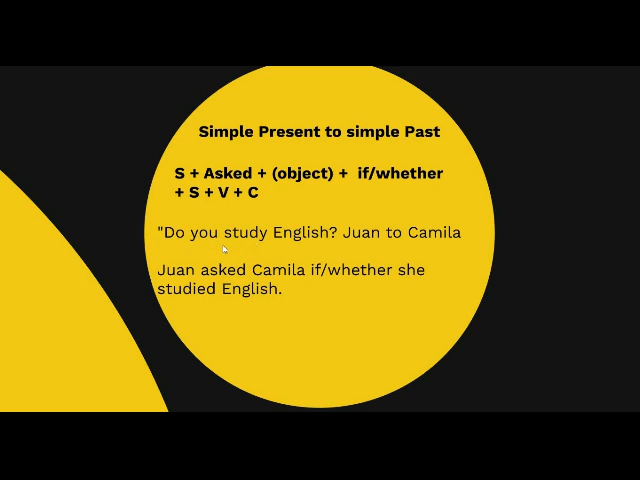 Simple Present to simple Past
S + Asked + (object) + if/whether
+ S + V + C
"Do you study English? Juan to Camila
Juan asked Camila if/whether she
studied English.